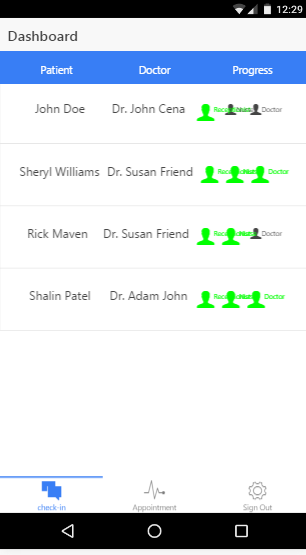 12:29
Dashboard
Patient Doctor Progress
John Doe Dr. John Cena Doctor
Sheryl Williams Dr. Susan Friend Doctor
Rick Maven Dr. Susan Friend Doctor
Shalin Patel Dr. Adam John Doctor
check-in Appointment Sign Out